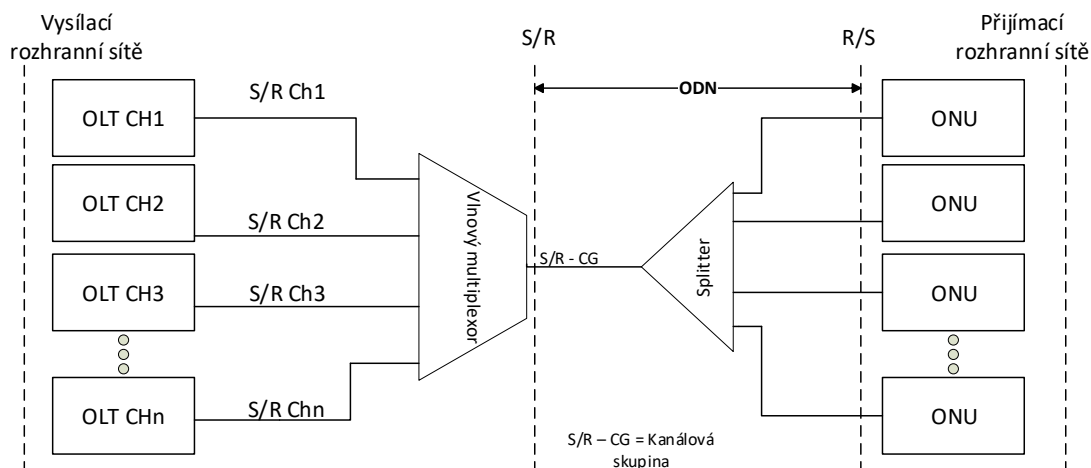 Vysílací
rozhranní sítě
S/R
R/S
Přijímací
rozhranní sítě
ODN
OLT CH1
S/R Ch1
ONU
OLT CH2
S/R Ch2
ONU
Vlnový multiplexor
S/R - CG
Splitter
OLT CH3
S/R Ch3
ONU
OLT CHn
S/R Chn
ONU
S/R – CG = Kanálová
skupina